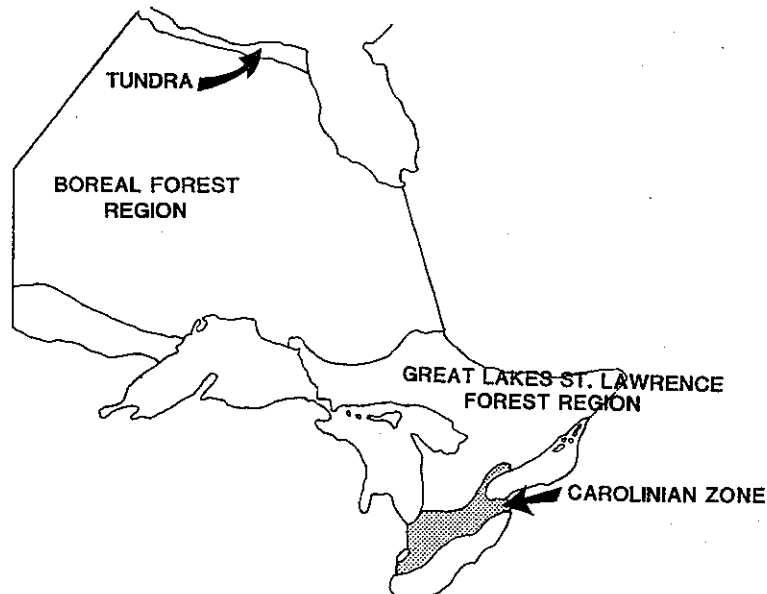 TUNDRA
BOREAL FOREST
REGION
GREAT LAKES ST. LAWRENCE
FOREST REGION
CAROLINIAN ZONE